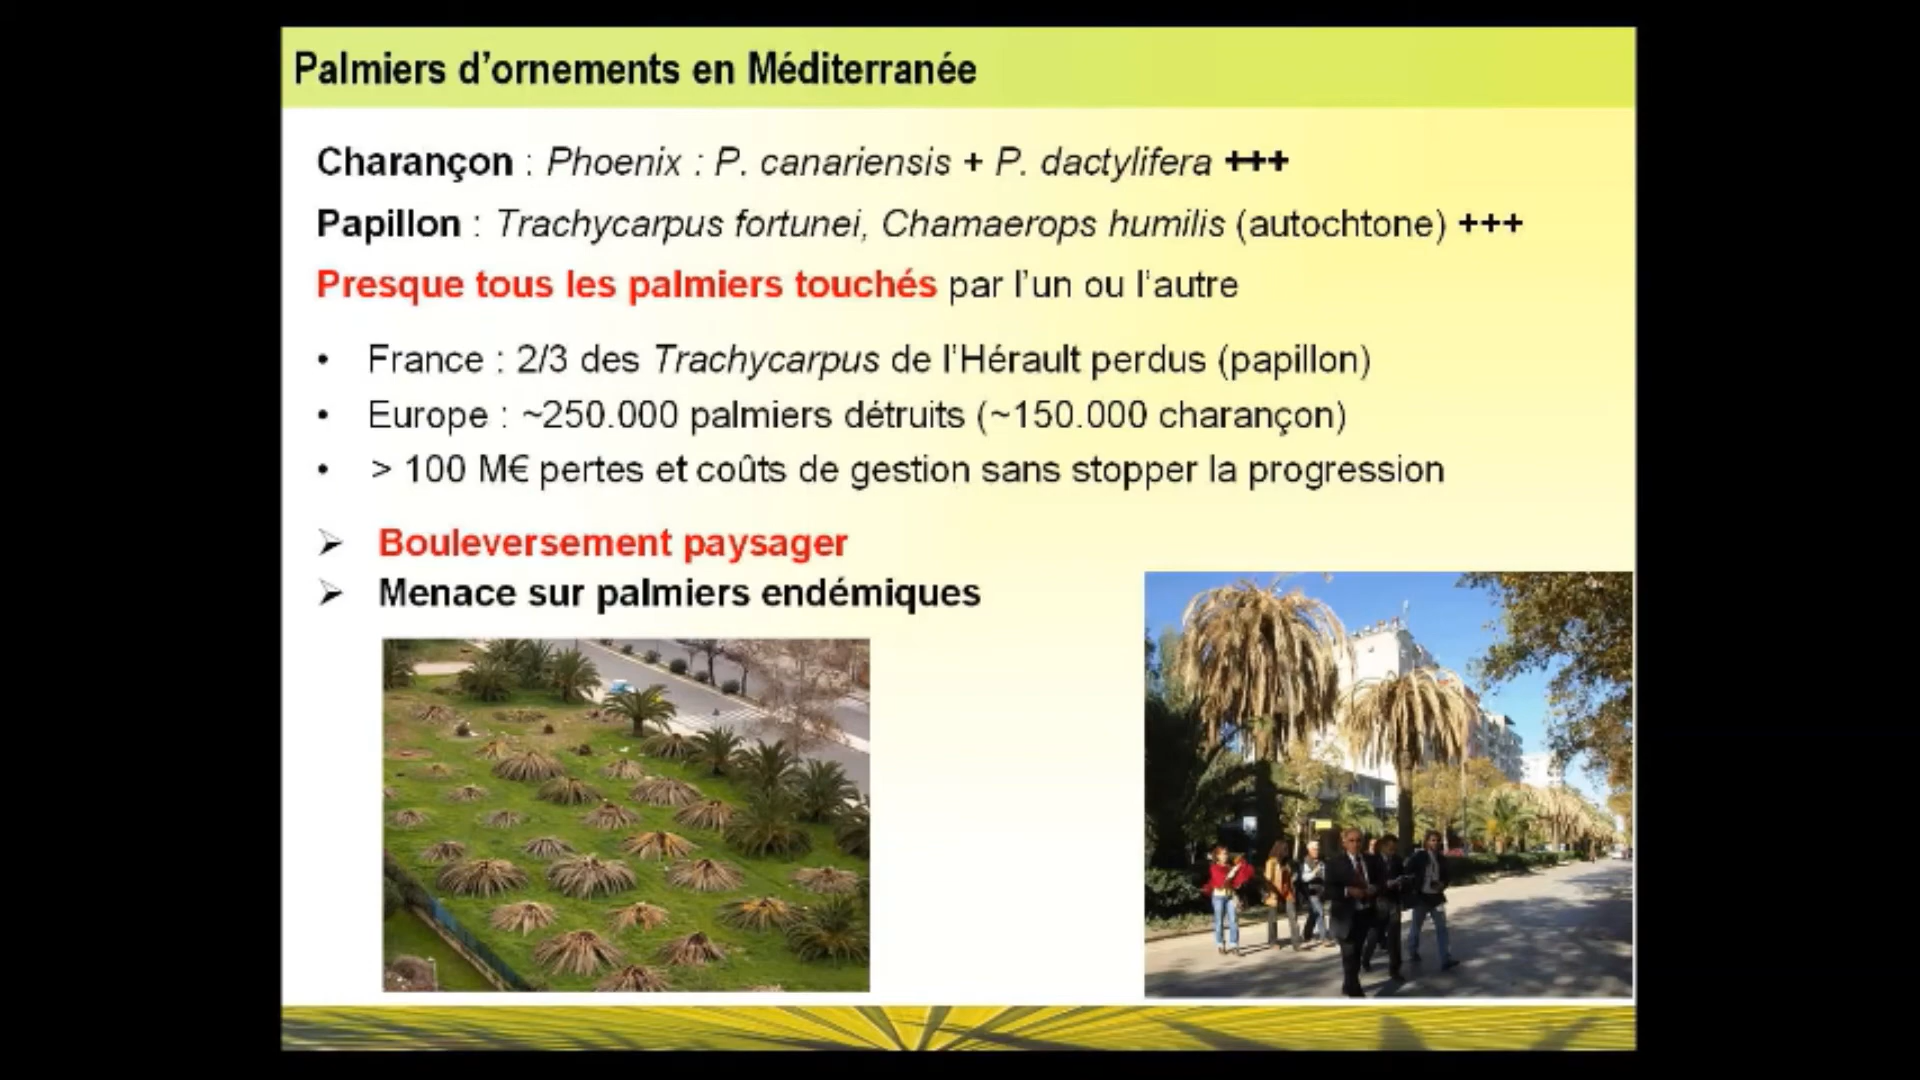 Palmiers d'ornements en Méditerranée
Charançon : Phoenix : P. canariensis + P. dactylifera +++
Papillon : Trachycarpus fortunei, Chamaerops humilis (autochtone) +++
Presque tous les palmiers touchés par l'un ou l'autre
• France : 2/3 des Trachycarpus de l'Hérault perdus (papillon)
• Europe : ~250.000 palmiers détruits (~150.000 charançon)
• > 100 M€ pertes et coûts de gestion sans stopper la progression
➢ Bouleversement paysager
➢ Menace sur palmiers endémiques